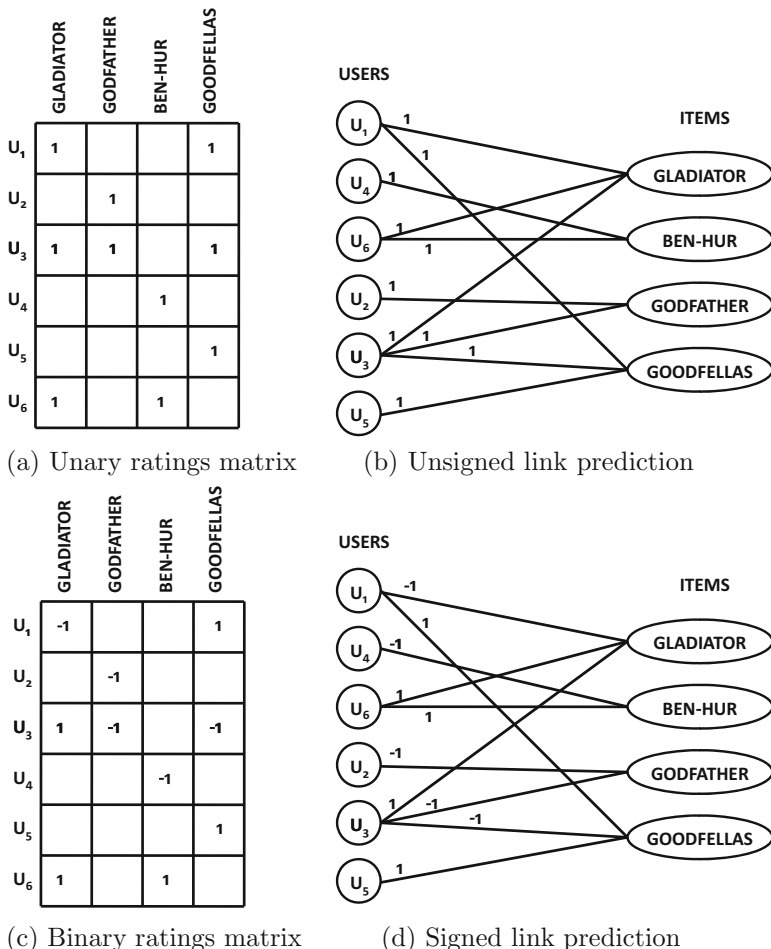 GLADIATOR
GODFATHER
BEN-HUR
GOODFELLAS
U1 1 1
U2 1
U3 1 1 1
U4 1
U5 1
U6 1 1
USERS
ITEMS
U1 1
1
U4 1
U6 1
1
U2 1
U3 1 1
1
U5 1
GLADIATOR
BEN-HUR
GODFATHER
GOODFELLAS
(a) Unary ratings matrix
(b) Unsigned link prediction
GLADIATOR
GODFATHER
BEN-HUR
GOODFELLAS
U1 -1 1
U2 -1
U3 1 -1 -1
U4 -1
U5 1
U6 1 1
USERS
ITEMS
U1 -1
1
U4 -1
U6 1
1
U2 -1
U3 1 -1
-1
U5 1
GLADIATOR
BEN-HUR
GODFATHER
GOODFELLAS
(c) Binary ratings matrix
(d) Signed link prediction